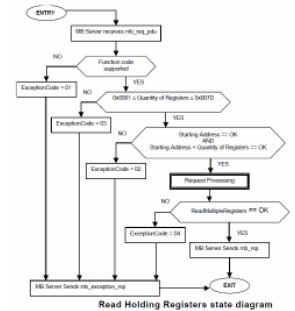 ENTRY
MB Server receives mb_req_pdu
NO
Function code
supported
YES
ExceptionCode = 01
NO
0x0001 ≤ Quantity of Registers ≤ 0x007D
YES
ExceptionCode = 03
NO
Starting Address == OK
AND
Starting Address + Quantity of Registers == OK
ExceptionCode = 02
YES
Request Processing
NO
ReadMultipleRegisters == OK
ExceptionCode = 04
YES
MB Server Sends mb_rsp
MB Server Sends mb_exception_rsp
EXIT
Read Holding Registers state diagram